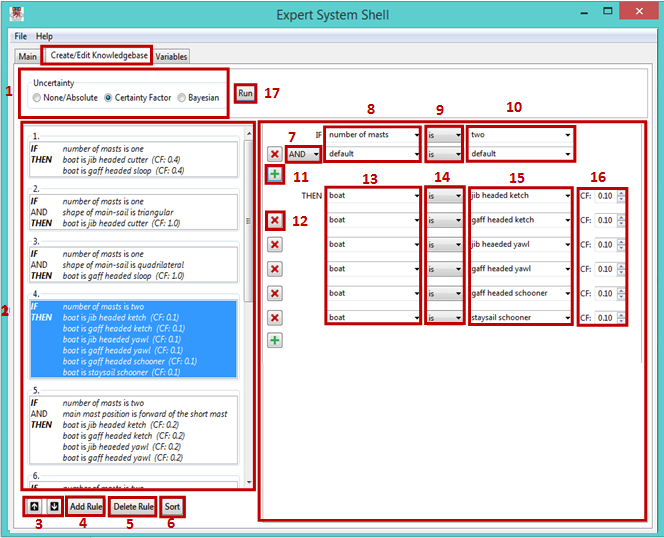 Expert System Shell
File Help
Main Create/Edit Knowledgebase Variables
1
Uncertainty
None/Absolute Certainty Factor Bayesian
Run 17
1.
IF number of masts is one
THEN boat is jib headed cutter (CF: 0.4)
boat is gaff headed sloop (CF: 0.4)
2.
IF number of masts is one
AND shape of main-sail is triangular
THEN boat is jib headed cutter (CF: 1.0)
3.
IF number of masts is one
AND shape of main-sail is quadrilateral
THEN boat is gaff headed sloop (CF: 1.0)
2
4.
IF number of masts is two
THEN boat is jib headed ketch (CF: 0.1)
boat is gaff headed ketch (CF: 0.1)
boat is jib heaeded yawl (CF: 0.1)
boat is gaff headed yawl (CF: 0.1)
boat is gaff headed schooner (CF: 0.1)
boat is staysail schooner (CF: 0.1)
5.
IF number of masts is two
AND main mast position is forward of the short mast
THEN boat is jib headed ketch (CF: 0.2)
boat is gaff headed ketch (CF: 0.2)
boat is jib heaeded yawl (CF: 0.2)
boat is gaff headed yawl (CF: 0.2)
6.
IF number of masts is two
Add Rule Delete Rule Sort
3 4 5 6
8 9 10
7 IF number of masts is two
AND default is default
11 13 14 15 16
THEN boat is jib headed ketch CF: 0.10
12 boat is gaff headed ketch CF: 0.10
boat is jib heaeded yawl CF: 0.10
boat is gaff headed yawl CF: 0.10
boat is gaff headed schooner CF: 0.10
boat is staysail schooner CF: 0.10